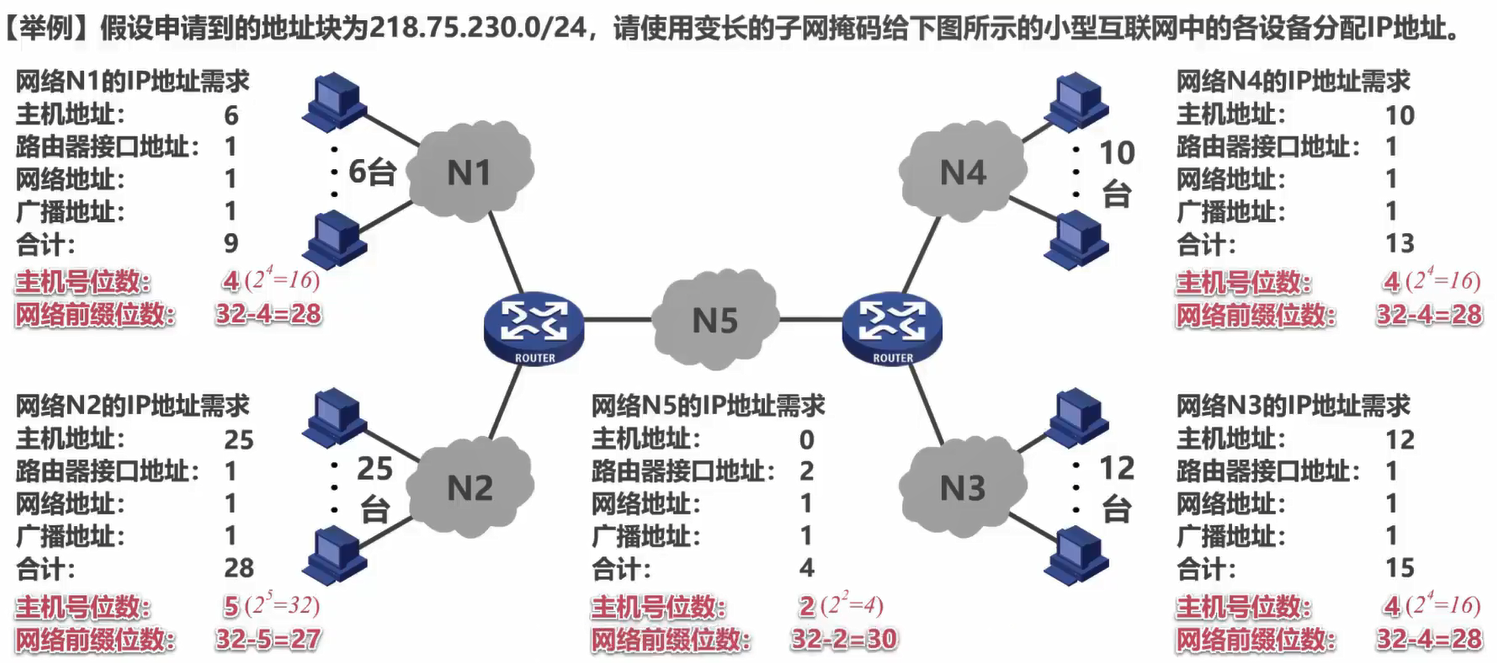 【举例】假设申请到的地址块为218.75.230.0/24，请使用变长的子网掩码给下图所示的小型互联网中的各设备分配IP地址。
网络N1的IP地址需求
主机地址： 6
路由器接口地址： 1
网络地址： 1
广播地址： 1
合计： 9
主机号位数： 4 (2^4=16)
网络前缀位数： 32-4=28
6台
N1
N4
10
台
网络N4的IP地址需求
主机地址： 10
路由器接口地址： 1
网络地址： 1
广播地址： 1
合计： 13
主机号位数： 4 (2^4=16)
网络前缀位数： 32-4=28
ROUTER
N5
ROUTER
网络N2的IP地址需求
主机地址： 25
路由器接口地址： 1
网络地址： 1
广播地址： 1
合计： 28
主机号位数： 5 (2^5=32)
网络前缀位数： 32-5=27
25
台
N2
网络N5的IP地址需求
主机地址： 0
路由器接口地址： 2
网络地址： 1
广播地址： 1
合计： 4
主机号位数： 2 (2^2=4)
网络前缀位数： 32-2=30
N3
12
台
网络N3的IP地址需求
主机地址： 12
路由器接口地址： 1
网络地址： 1
广播地址： 1
合计： 15
主机号位数： 4 (2^4=16)
网络前缀位数： 32-4=28